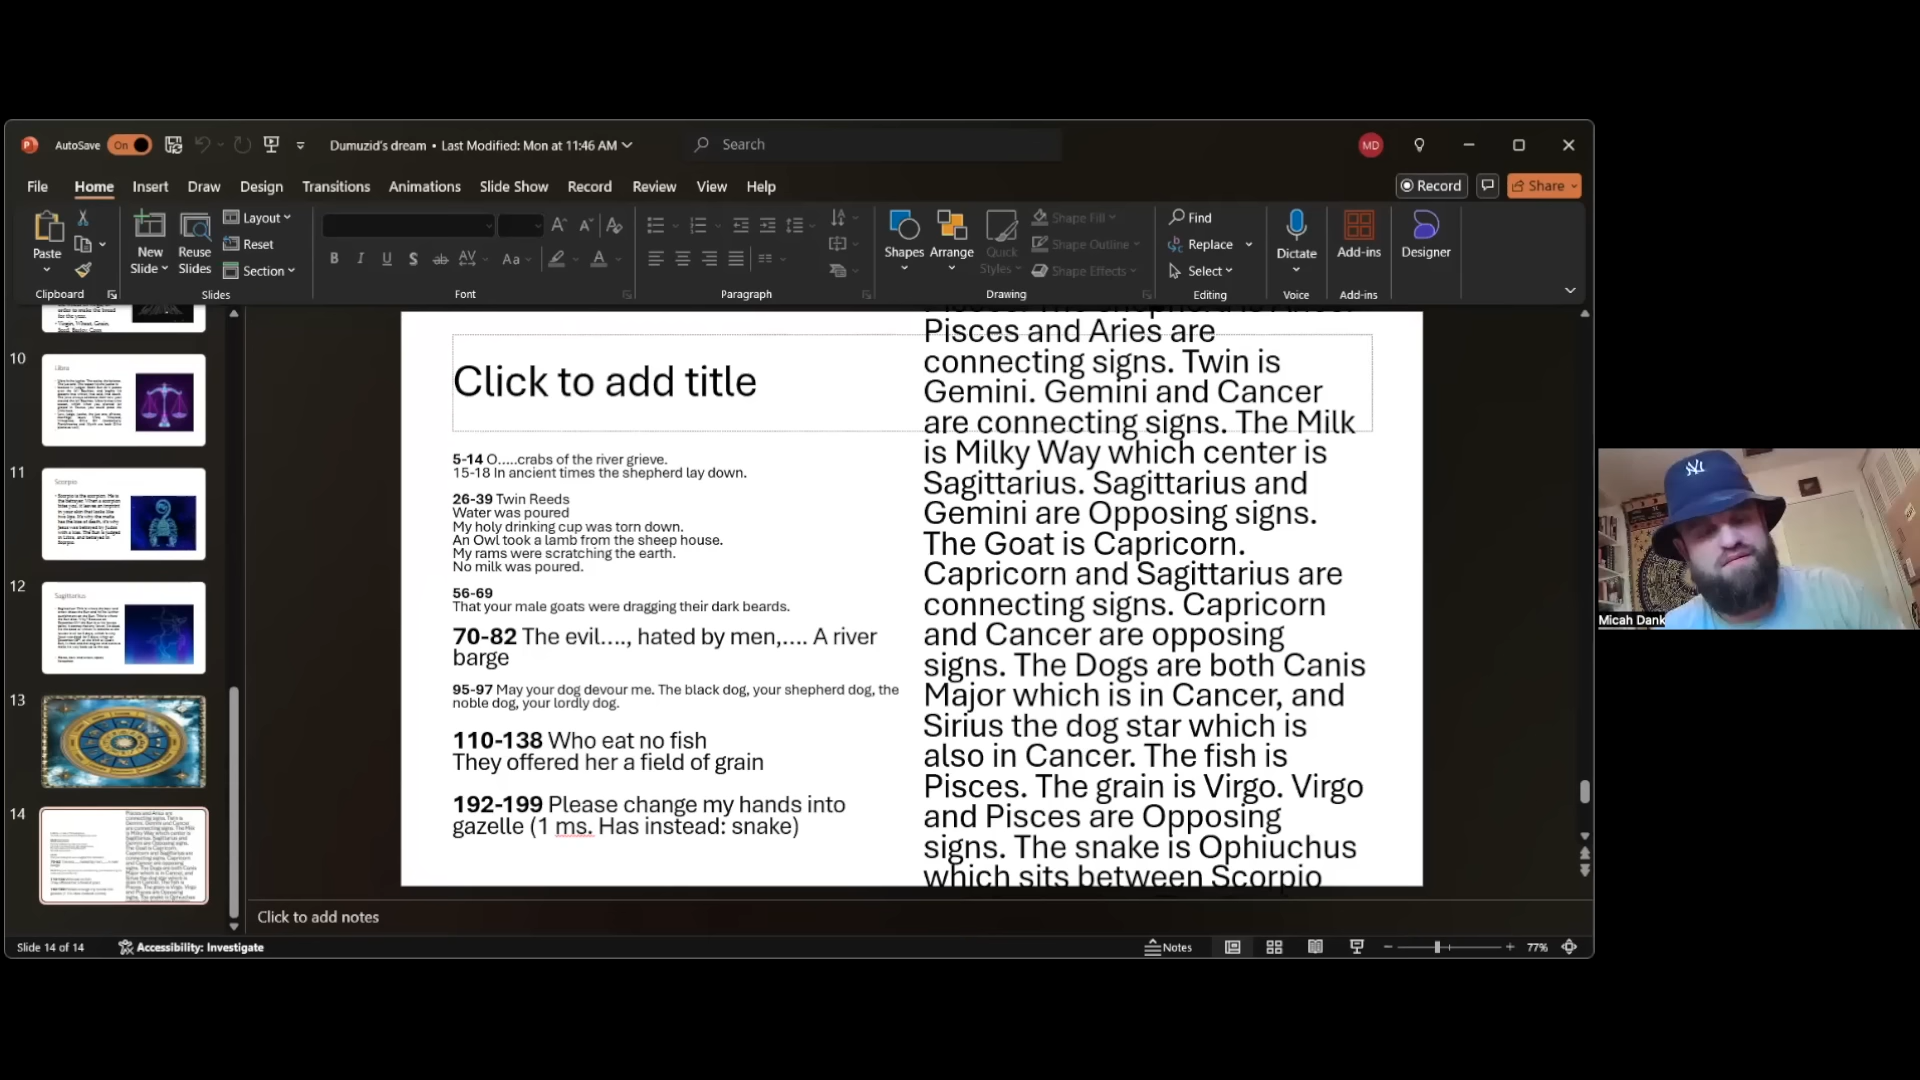 AutoSave On
Dumuzid's dream • Last Modified: Mon at 11:46 AM
Search
MD
File Home Insert Draw Design Transitions Animations Slide Show Record Review View Help
Record
Share
Paste
Clipboard
New Slide
Reuse Slides
Layout
Reset
Section
Slides
Font
Paragraph
Shapes
Arrange
Quick Styles
Shape Fill
Shape Outline
Shape Effects
Drawing
Find
Replace
Select
Editing
Dictate
Voice
Add-ins
Add-ins
Designer
10
Libra
11
Scorpio
12
Sagittarius
13
14
Click to add title
5-14 O.....crabs of the river grieve.
15-18 In ancient times the shepherd lay down.
26-39 Twin Reeds
Water was poured
My holy drinking cup was torn down.
An Owl took a lamb from the sheep house.
My rams were scratching the earth.
No milk was poured.
56-69
That your male goats were dragging their dark beards.
70-82 The evil...., hated by men,.... A river
barge
95-97 May your dog devour me. The black dog, your shepherd dog, the
noble dog, your lordly dog.
110-138 Who eat no fish
They offered her a field of grain
192-199 Please change my hands into
gazelle (1 ms. Has instead: snake)
Pisces and Aries are
connecting signs. Twin is
Gemini. Gemini and Cancer
are connecting signs. The Milk
is Milky Way which center is
Sagittarius. Sagittarius and
Gemini are Opposing signs.
The Goat is Capricorn.
Capricorn and Sagittarius are
connecting signs. Capricorn
and Cancer are opposing
signs. The Dogs are both Canis
Major which is in Cancer, and
Sirius the dog star which is
also in Cancer. The fish is
Pisces. The grain is Virgo. Virgo
and Pisces are Opposing
signs. The snake is Ophiuchus
which sits between Scorpio
Click to add notes
Slide 14 of 14
Accessibility: Investigate
Notes
77%
Micah Dank